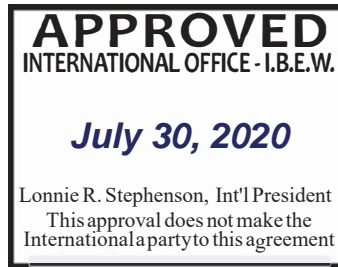 APPROVED
INTERNATIONAL OFFICE - I.B.E.W.
July 30, 2020
Lonnie R. Stephenson, Int'l President
This approval does not make the
International a party to this agreement